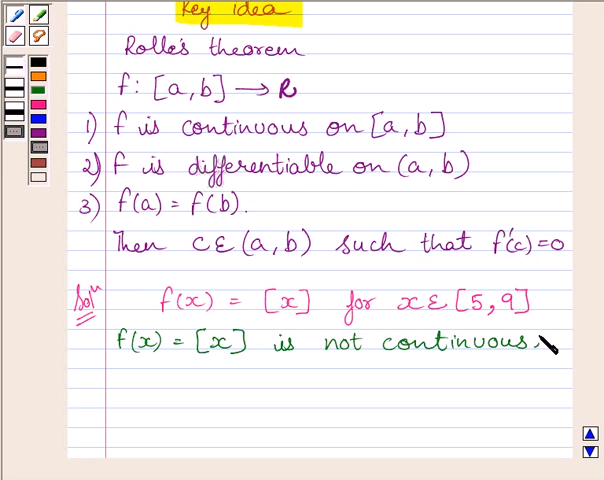 Key idea
Rolle's theorem
f: [a, b] → R
1) f is continuous on [a, b]
2) f is differentiable on (a, b)
3) f(a) = f(b).
Then c ε (a, b) such that f'(c) = 0
Solⁿ f(x) = [x] for x ε [5, 9]
f(x) = [x] is not continuous.